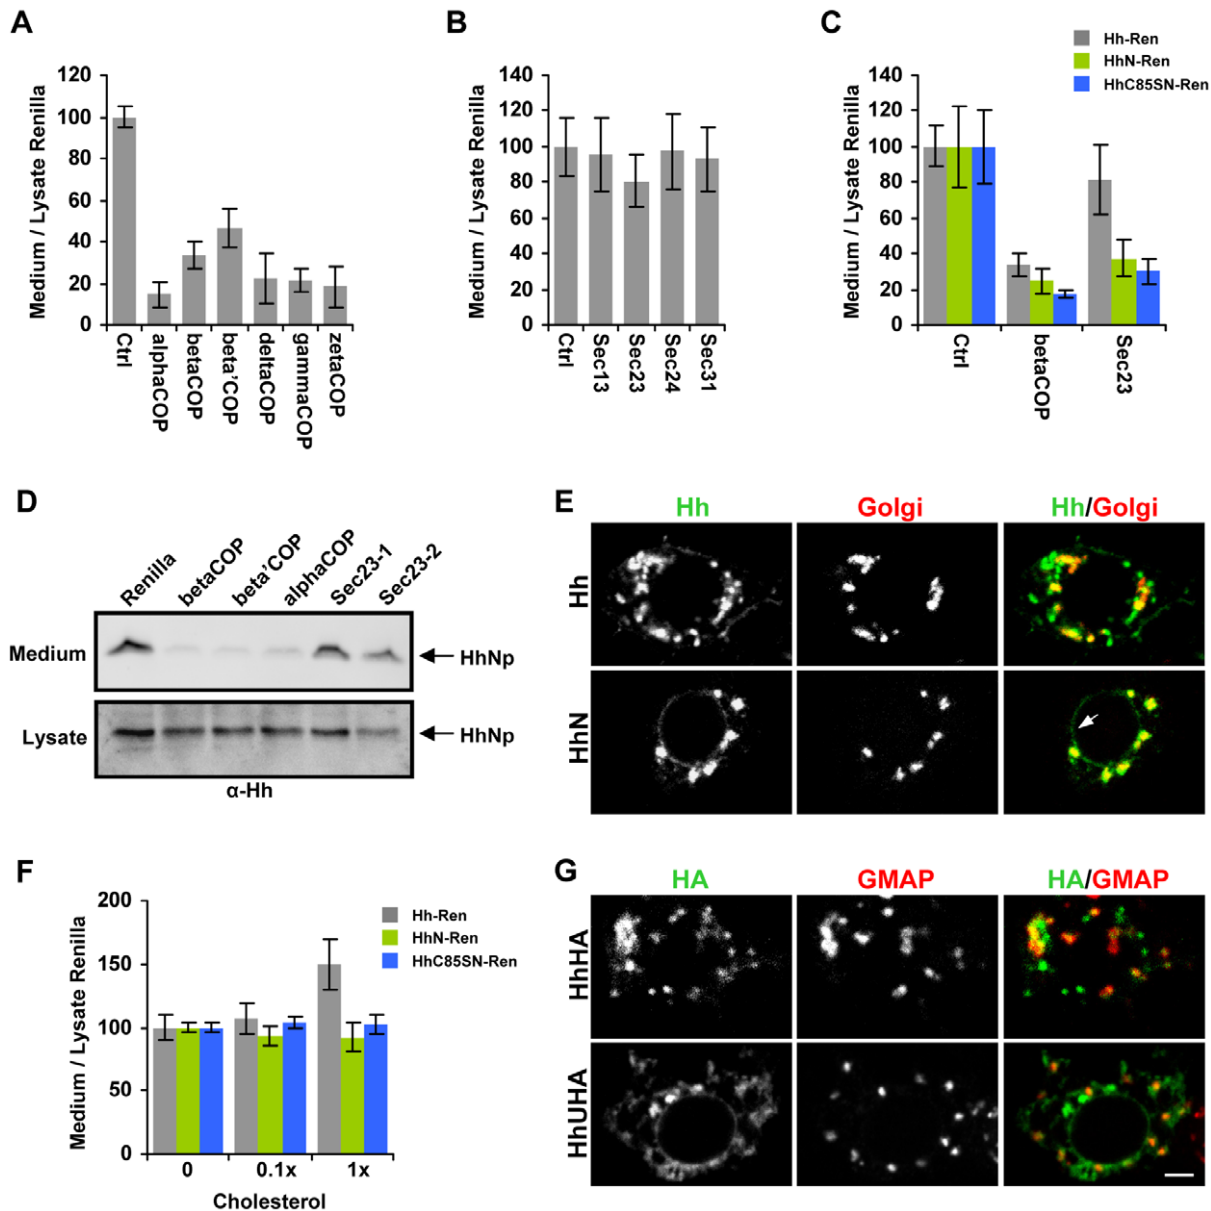 A
Medium / Lysate Renilla
120
100
80
60
40
20
0
Ctrl
alphaCOP
betaCOP
beta'COP
deltaCOP
gammaCOP
zetaCOP
B
Medium / Lysate Renilla
140
120
100
80
60
40
20
0
Ctrl
Sec13
Sec23
Sec24
Sec31
C
Hh-Ren
HhN-Ren
HhC85SN-Ren
Medium / Lysate Renilla
140
120
100
80
60
40
20
0
Ctrl
betaCOP
Sec23
D
Renilla
betaCOP
beta'COP
alphaCOP
Sec23-1
Sec23-2
Medium
HhNp
Lysate
HhNp
α-Hh
E
Hh
Golgi
Hh/Golgi
Hh
HhN
F
Medium / Lysate Renilla
200
150
100
50
0
Hh-Ren
HhN-Ren
HhC85SN-Ren
0
0.1x
1x
Cholesterol
G
HA
GMAP
HA/GMAP
HhHA
HhUHA